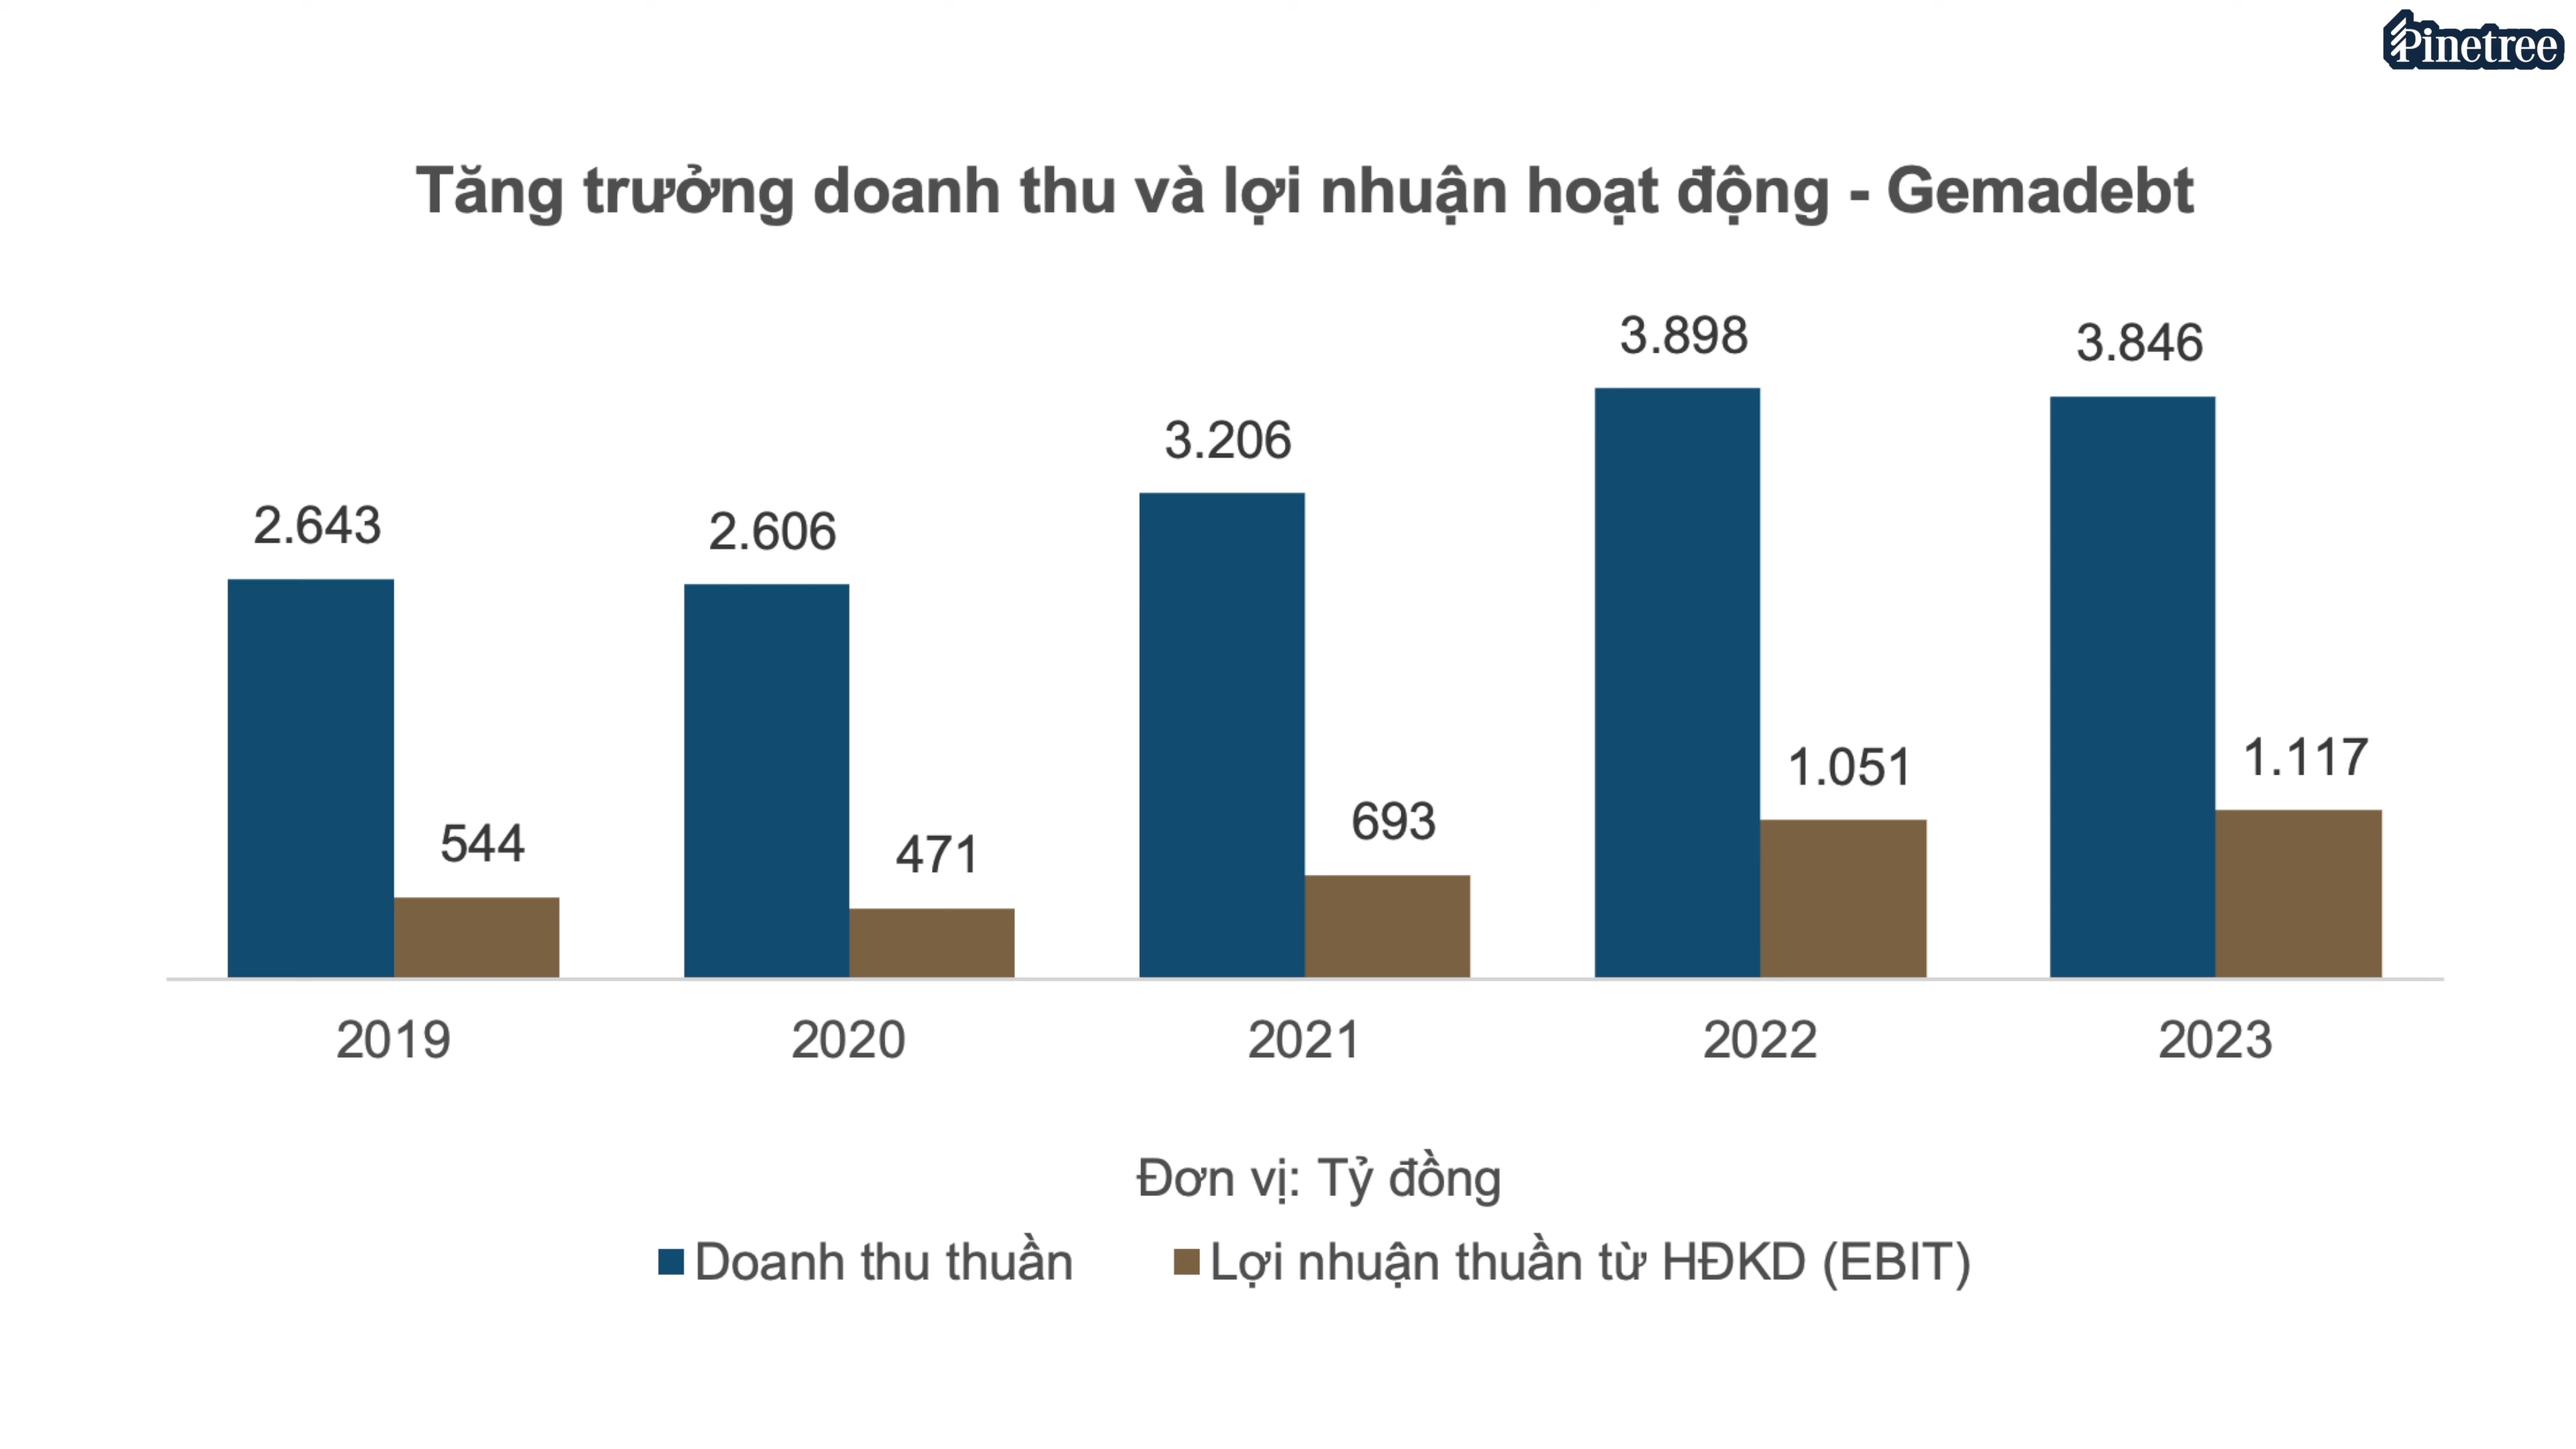 Pinetree
Tăng trưởng doanh thu và lợi nhuận hoạt động - Gemadebt
3.898
3.846
3.206
2.643
2.606
1.117
1.051
693
544
471
2019 2020 2021 2022 2023
Đơn vị: Tỷ đồng
Doanh thu thuần Lợi nhuận thuần từ HĐKD (EBIT)